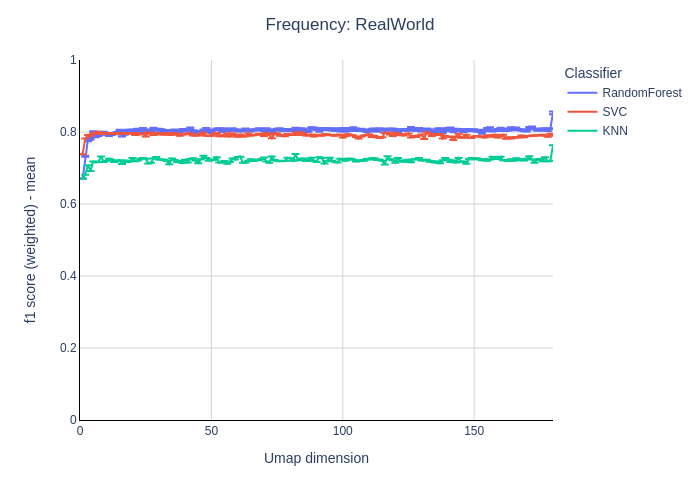 Frequency: RealWorld
Classifier
RandomForest
SVC
KNN
f1 score (weighted) - mean
1
0.8
0.6
0.4
0.2
0
0
50
100
150
Umap dimension